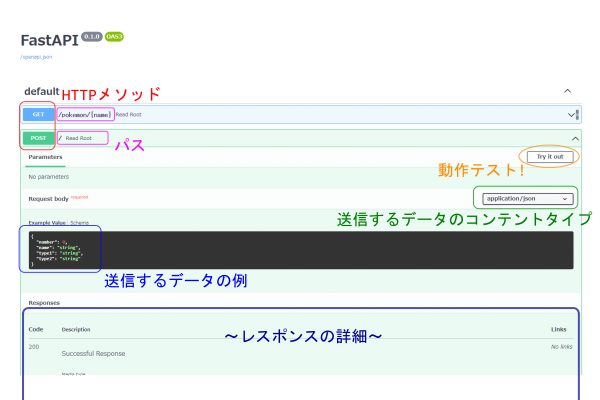 FastAPI 0.1.0 OAS3
/openapi.json
default
HTTPメソッド
GET /pokemon/{name} Read Root
POST / Read Root
パス
Parameters
Try it out
動作テスト!
No parameters
Request body required
application/json
送信するデータのコンテントタイプ
Example Value | Schema
{
"number": 0,
"name": "string",
"type1": "string",
"type2": "string"
}
送信するデータの例
Responses
～レスポンスの詳細～
Code Description Links
200 Successful Response No links
Media type